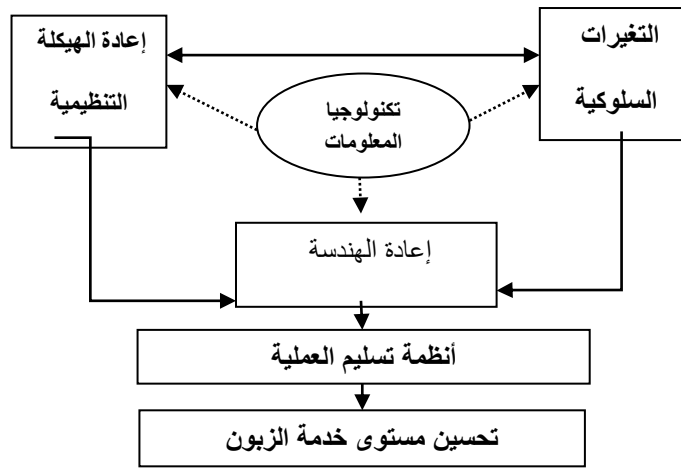 التغيرات
السلوكية
إعادة الهيكلة
التنظيمية
تكنولوجيا
المعلومات
إعادة الهندسة
أنظمة تسليم العملية
تحسين مستوى خدمة الزبون